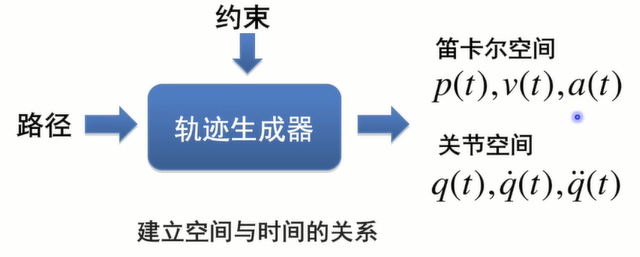 约束
路径
轨迹生成器
笛卡尔空间
p(t),v(t),a(t)
关节空间
q(t),q̇(t),q̈(t)
建立空间与时间的关系